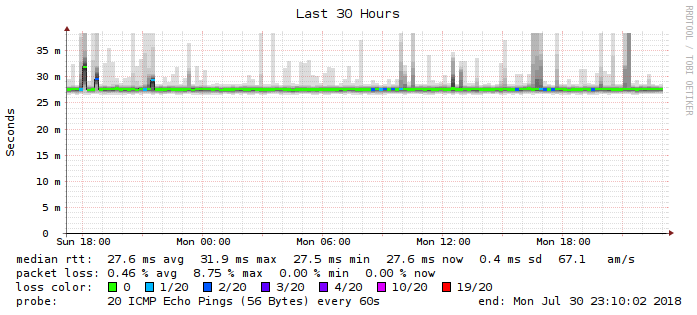 Last 30 Hours
RRDTOOL / TOBI OETIKER
Seconds
35 m
30 m
25 m
20 m
15 m
10 m
5 m
0
Sun 18:00 Mon 00:00 Mon 06:00 Mon 12:00 Mon 18:00
median rtt: 27.6 ms avg 31.9 ms max 27.5 ms min 27.6 ms now 0.4 ms sd 67.1 am/s
packet loss: 0.46 % avg 8.75 % max 0.00 % min 0.00 % now
loss color: 0 1/20 2/20 3/20 4/20 10/20 19/20
probe: 20 ICMP Echo Pings (56 Bytes) every 60s end: Mon Jul 30 23:10:02 2018